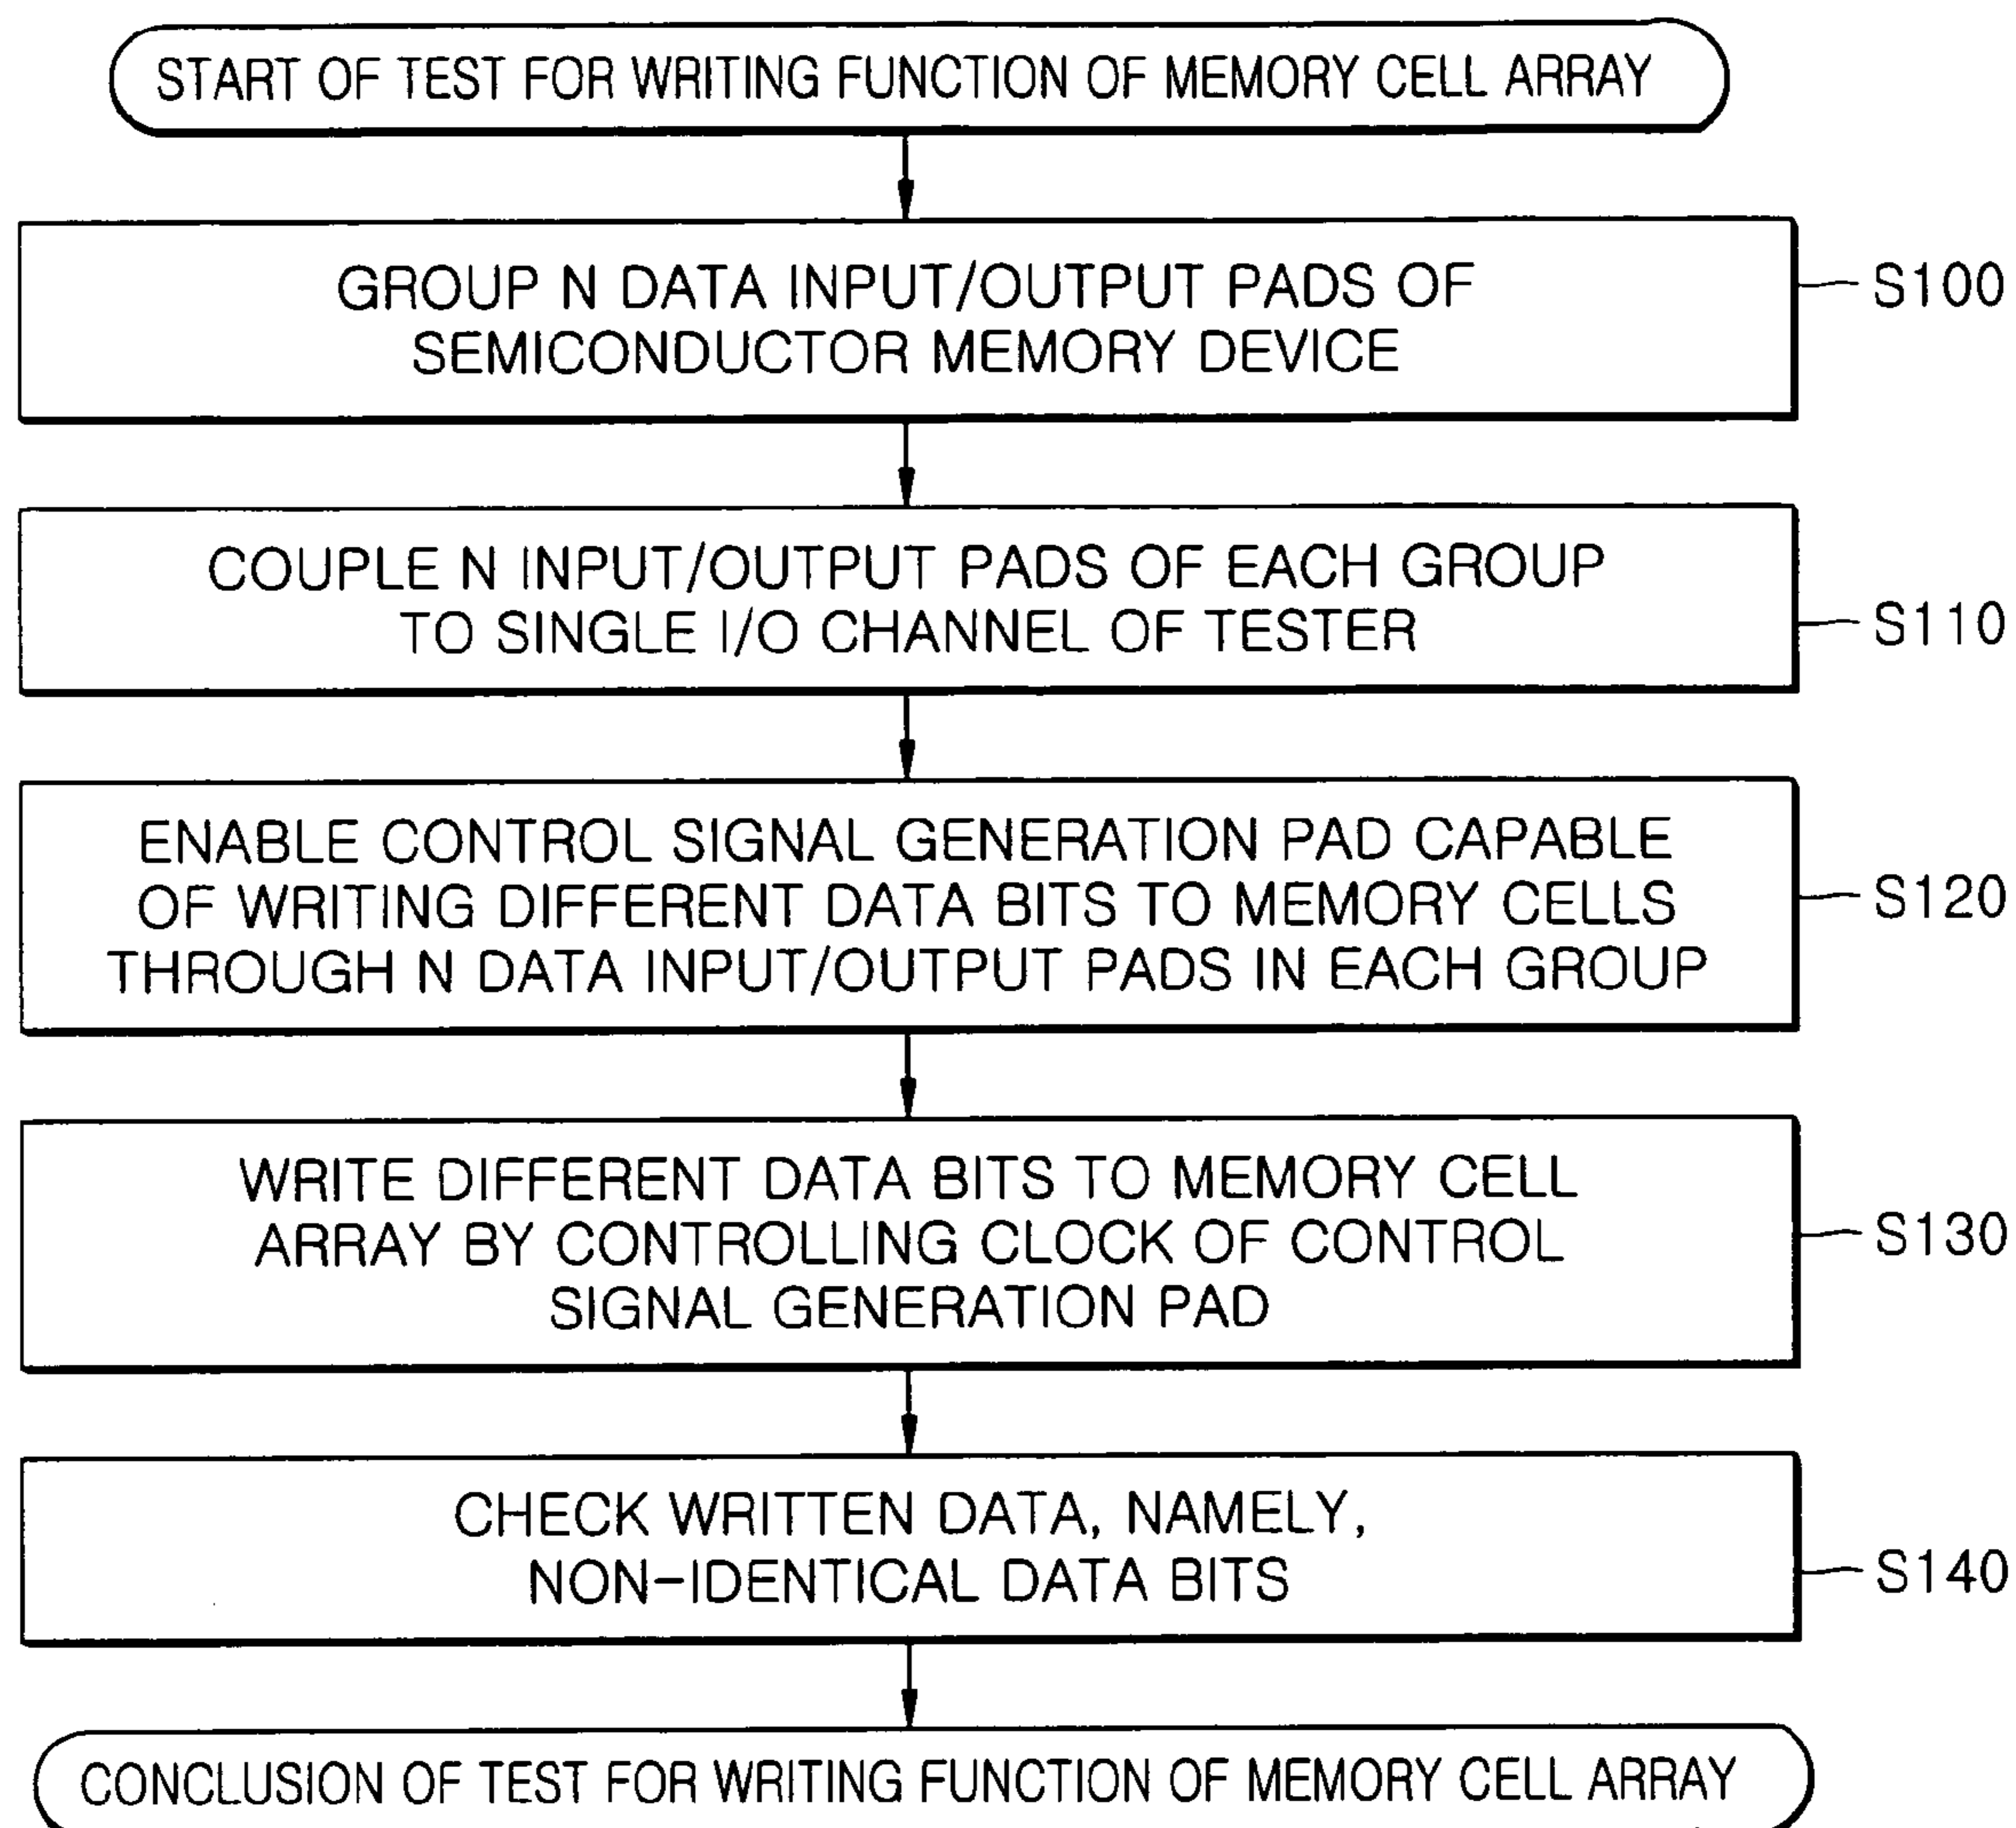 START OF TEST FOR WRITING FUNCTION OF MEMORY CELL ARRAY
GROUP N DATA INPUT/OUTPUT PADS OF
SEMICONDUCTOR MEMORY DEVICE
S100
COUPLE N INPUT/OUTPUT PADS OF EACH GROUP
TO SINGLE I/O CHANNEL OF TESTER
S110
ENABLE CONTROL SIGNAL GENERATION PAD CAPABLE
OF WRITING DIFFERENT DATA BITS TO MEMORY CELLS
THROUGH N DATA INPUT/OUTPUT PADS IN EACH GROUP
S120
WRITE DIFFERENT DATA BITS TO MEMORY CELL
ARRAY BY CONTROLLING CLOCK OF CONTROL
SIGNAL GENERATION PAD
S130
CHECK WRITTEN DATA, NAMELY,
NON-IDENTICAL DATA BITS
S140
CONCLUSION OF TEST FOR WRITING FUNCTION OF MEMORY CELL ARRAY